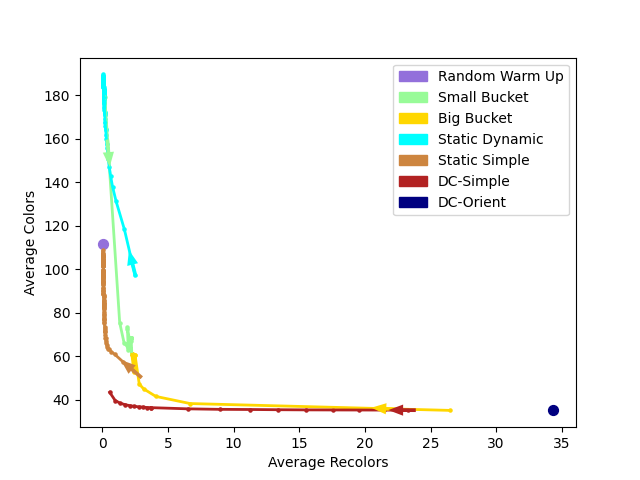 Random Warm Up
Small Bucket
Big Bucket
Static Dynamic
Static Simple
DC-Simple
DC-Orient
Average Colors
180
160
140
120
100
80
60
40
0 5 10 15 20 25 30 35
Average Recolors